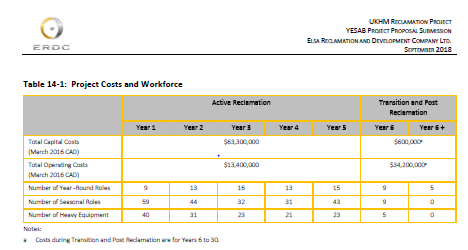 UKHM RECLAMATION PROJECT
YESAB PROJECT PROPOSAL SUBMISSION
ELSA RECLAMATION AND DEVELOPMENT COMPANY LTD.
SEPTEMBER 2018
ERDC
Table 14-1: Project Costs and Workforce
Active Reclamation
Transition and Post
Reclamation
Year 1 Year 2 Year 3 Year 4 Year 5 Year 6 Year 6 +
Total Capital Costs
(March 2016 CAD)
$63,300,000 $600,000ᵃ
Total Operating Costs
(March 2016 CAD)
$13,400,000 $34,200,000ᵃ
Number of Year -Round Roles 9 13 16 13 15 9 5
Number of Seasonal Roles 59 44 32 31 43 9 0
Number of Heavy Equipment 40 31 23 21 23 5 0
Notes:
a Costs during Transition and Post Reclamation are for Years 6 to 30.